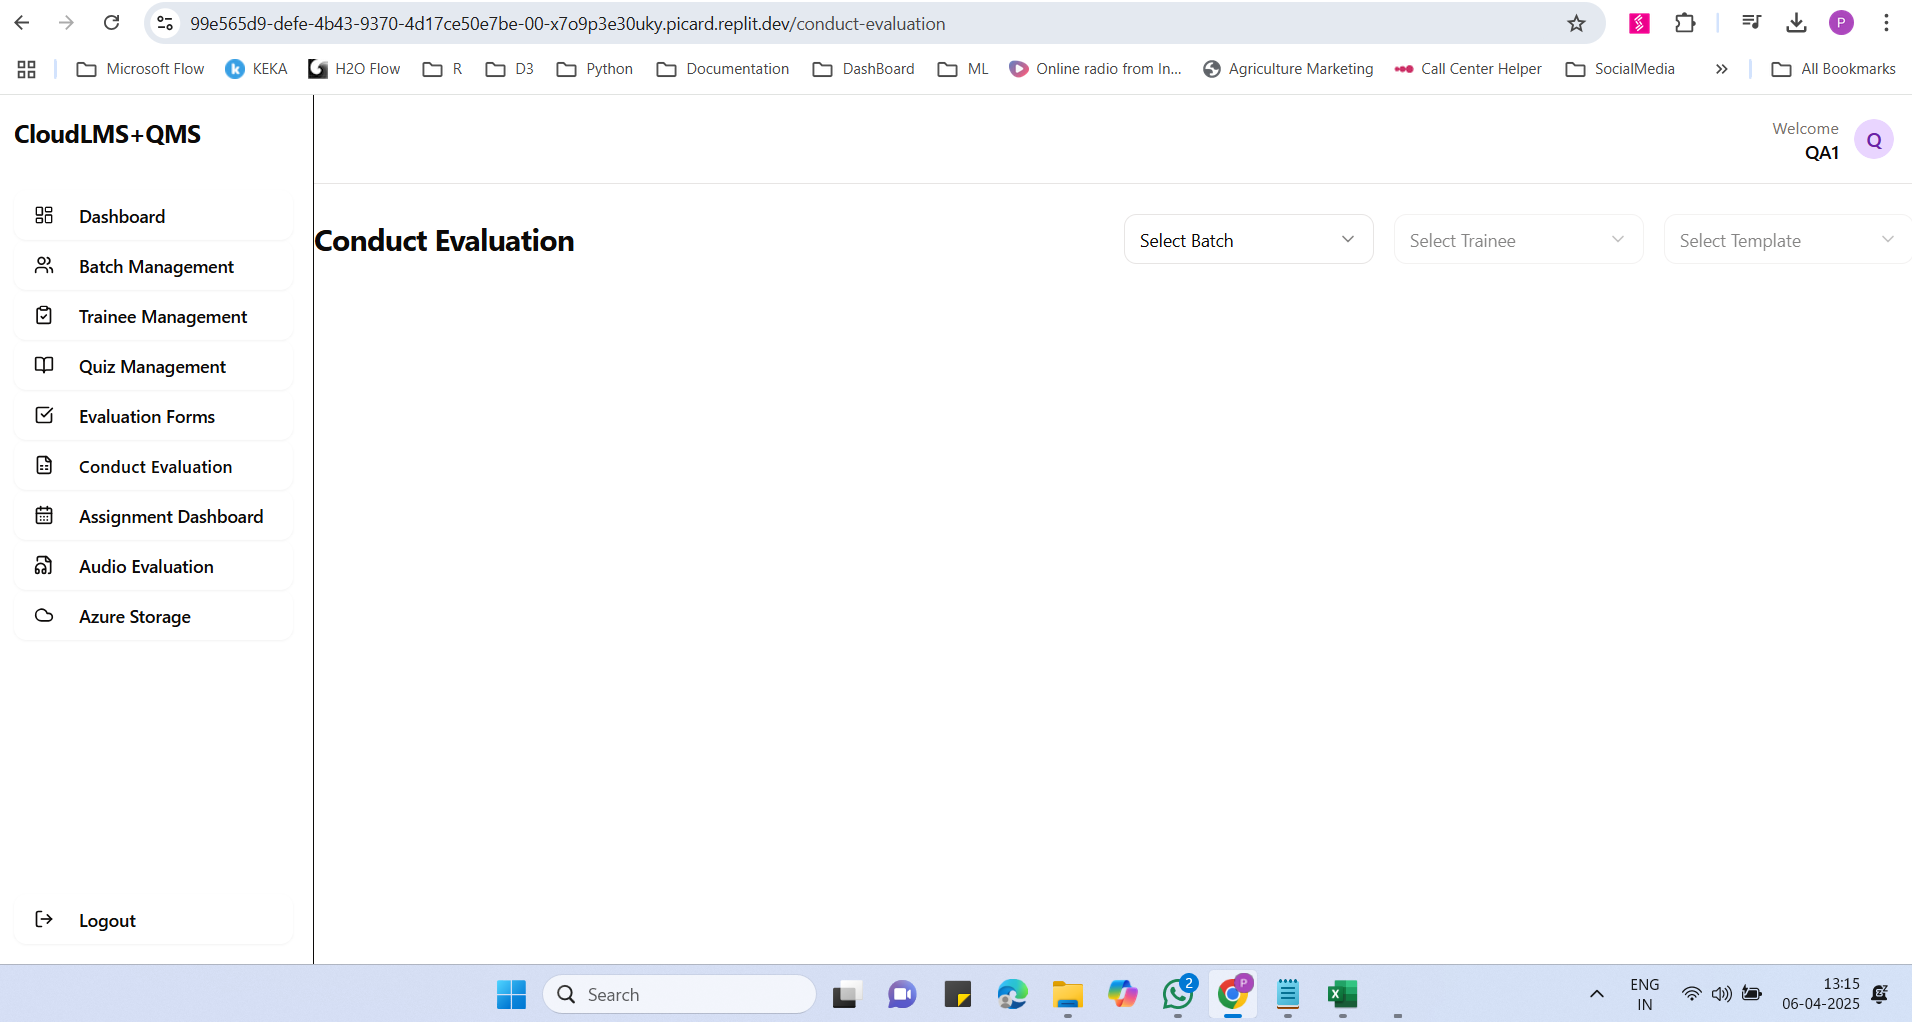 99e565d9-defe-4b43-9370-4d17ce50e7be-00-x7o9p3e30uky.picard.replit.dev/conduct-evaluation
P
Microsoft Flow KEKA H2O Flow R D3 Python Documentation DashBoard ML Online radio from In... Agriculture Marketing Call Center Helper SocialMedia » All Bookmarks
CloudLMS+QMS
Welcome
QA1
Q
Dashboard
Batch Management
Trainee Management
Quiz Management
Evaluation Forms
Conduct Evaluation
Assignment Dashboard
Audio Evaluation
Azure Storage
Logout
Conduct Evaluation
Select Batch Select Trainee Select Template
Search
2
P
ENG
IN
13:15
06-04-2025